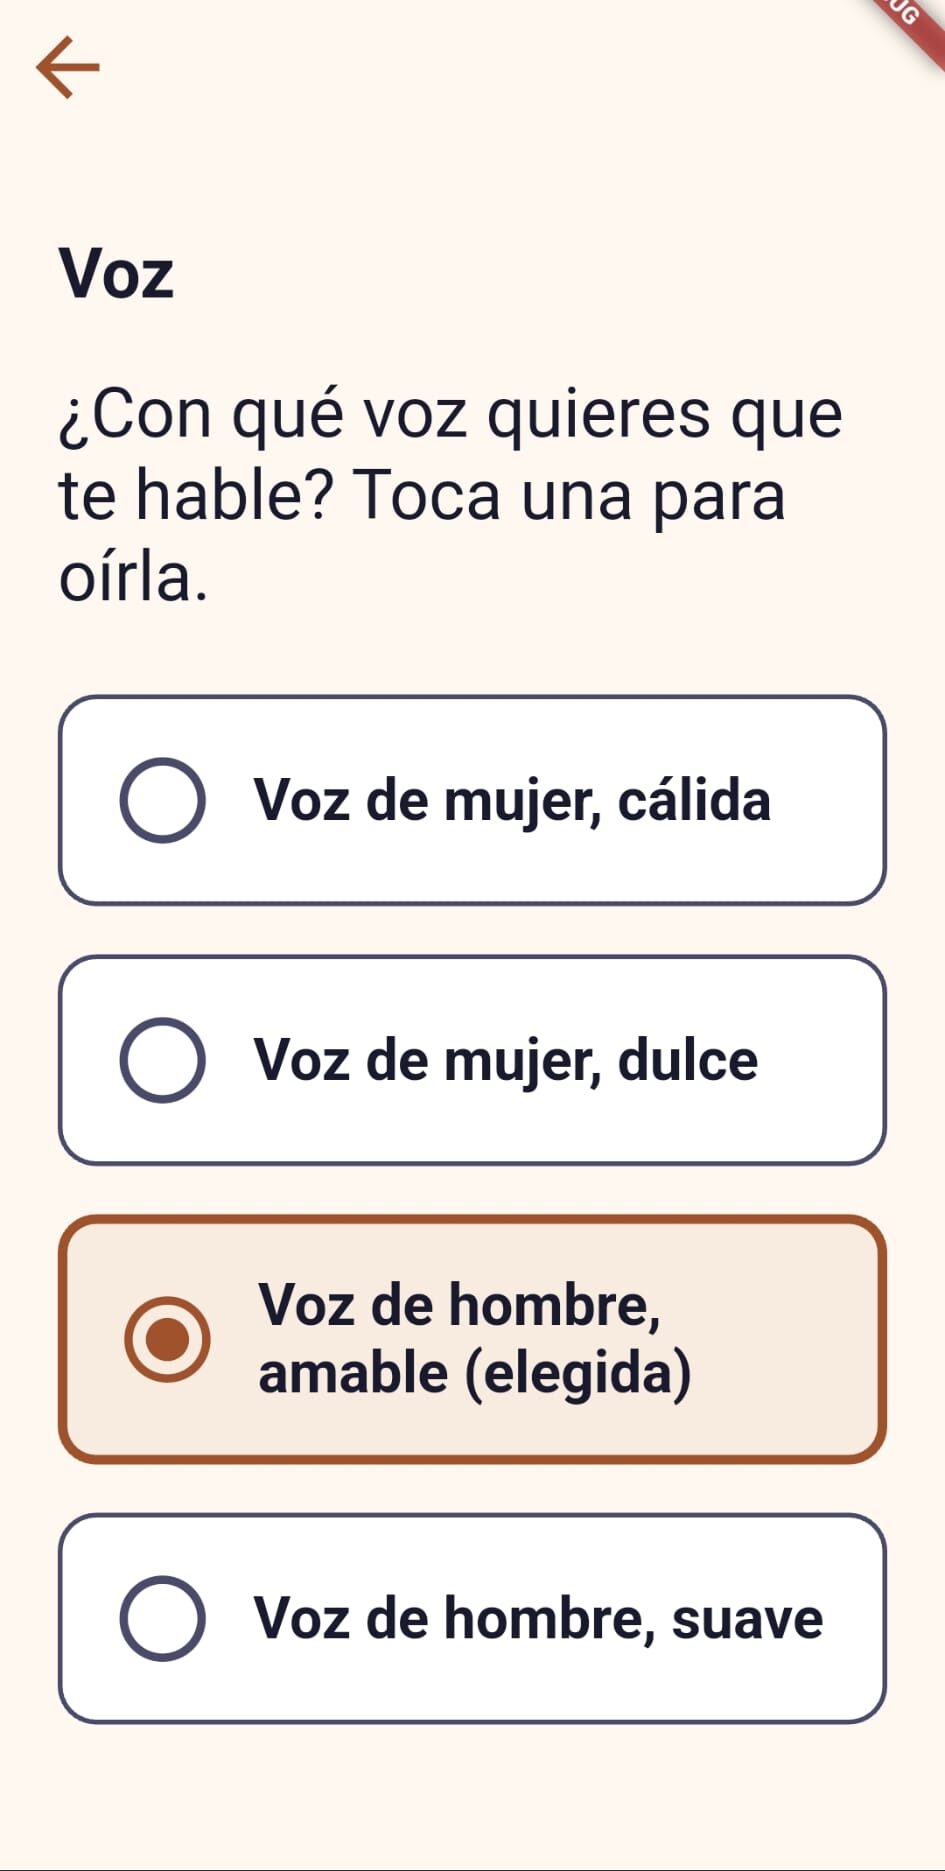 UG
Voz
¿Con qué voz quieres que
te hable? Toca una para
oírla.
Voz de mujer, cálida
Voz de mujer, dulce
Voz de hombre,
amable (elegida)
Voz de hombre, suave